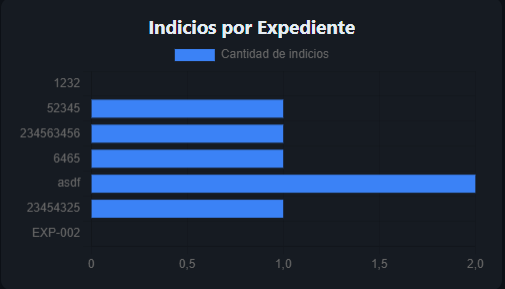 Indicios por Expediente
Cantidad de indicios
1232
52345
234563456
6465
asdf
23454325
EXP-002
0 0,5 1,0 1,5 2,0